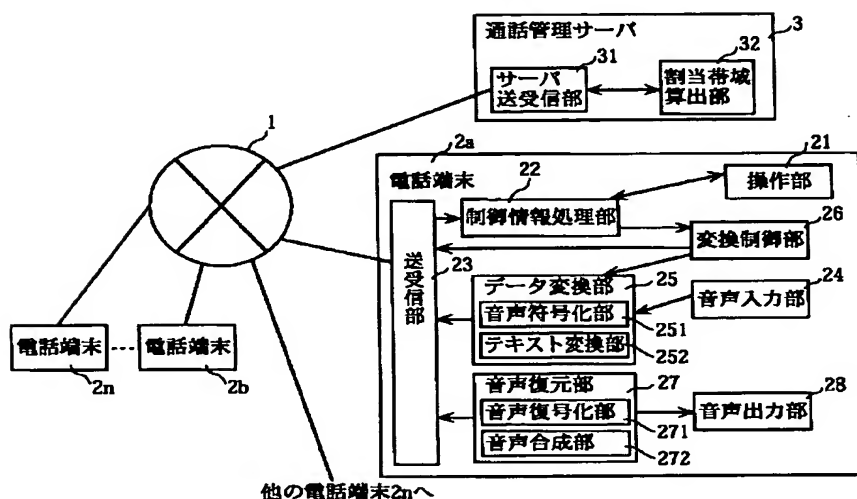 通話管理サーバ
3
31
32
サーバ
送受信部
割当帯域
算出部
1
2a
21
電話端末
22
操作部
制御情報処理部
26
変換制御部
送受信部
23
データ変換部
25
24
音声符号化部
251
音声入力部
テキスト変換部
252
電話端末
電話端末
2n
2b
音声復元部
27
28
音声復号化部
271
音声出力部
音声合成部
272
他の電話端末2nへ